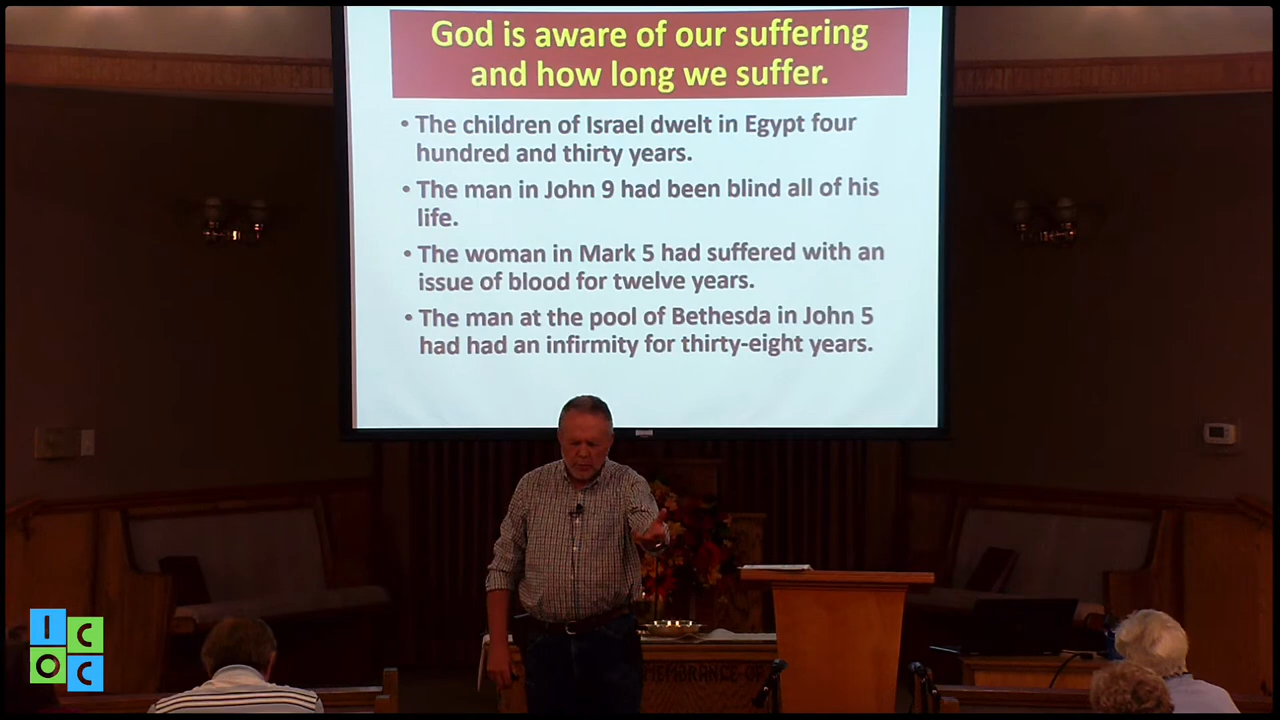 God is aware of our suffering
and how long we suffer.
• The children of Israel dwelt in Egypt four
hundred and thirty years.
• The man in John 9 had been blind all of his
life.
• The woman in Mark 5 had suffered with an
issue of blood for twelve years.
• The man at the pool of Bethesda in John 5
had had an infirmity for thirty-eight years.
I C
O C